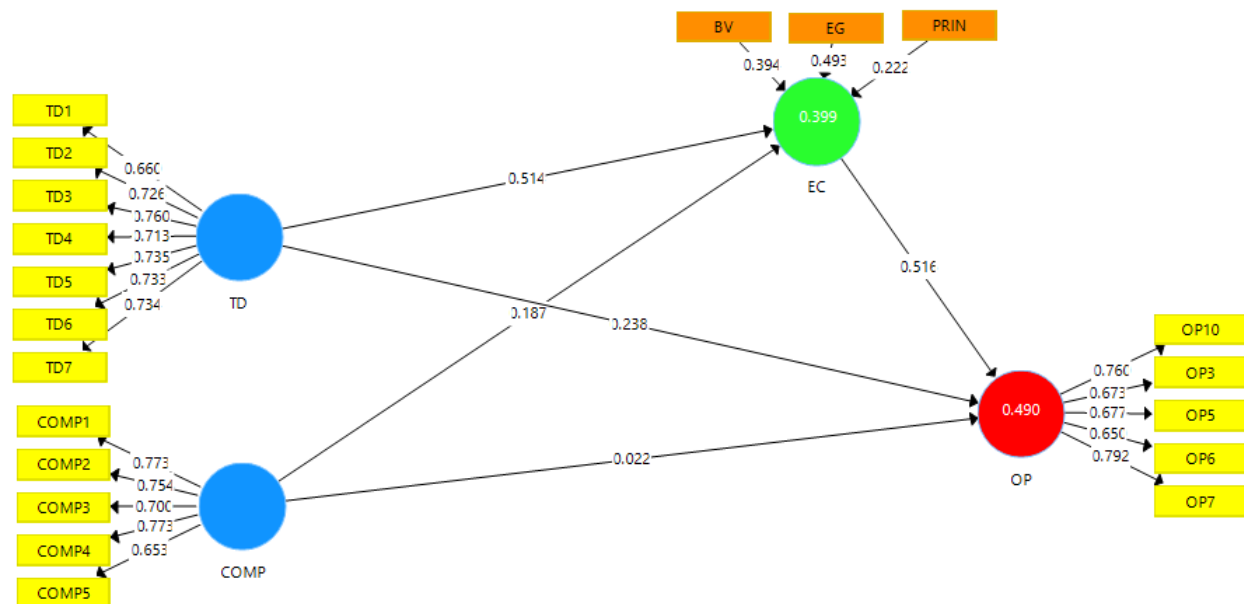 BV
EG
PRIN
0.394
0.493
0.222
0.399
EC
TD1
TD2
TD3
TD4
TD5
TD6
TD7
0.660
0.726
0.760
0.713
0.735
0.733
0.734
TD
0.514
0.187
0.238
0.516
0.022
COMP1
COMP2
COMP3
COMP4
COMP5
0.773
0.754
0.700
0.773
0.653
COMP
0.490
OP
0.760
0.673
0.677
0.650
0.792
OP10
OP3
OP5
OP6
OP7